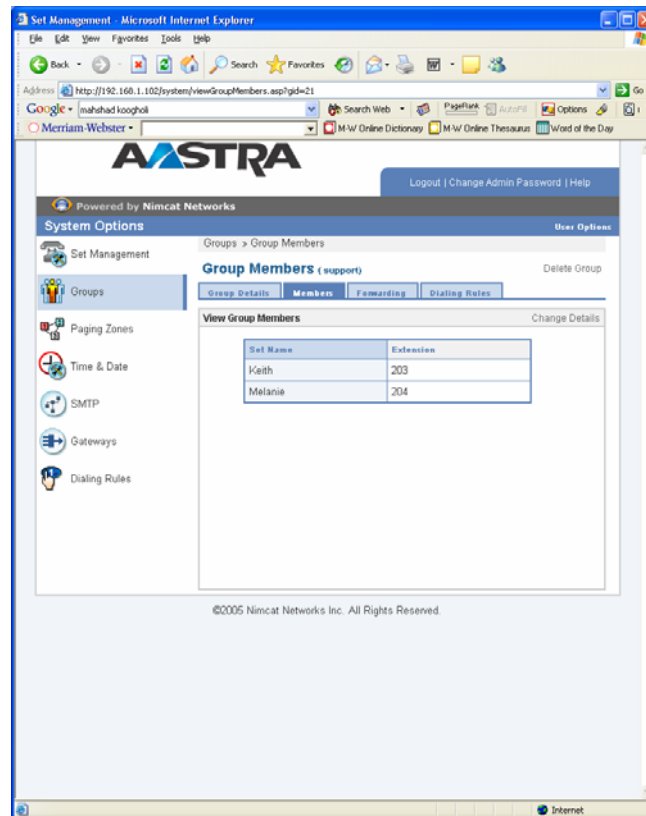 Set Management - Microsoft Internet Explorer
File Edit View Favorites Tools Help
Back Search Favorites
Address http://192.168.1.102/system/viewGroupMembers.asp?gid=21 Go
Google mahshad koogholi Search Web PageRank AutoFill Options
Merriam-Webster M-W Online Dictionary M-W Online Thesaurus Word of the Day
AASTRA
Logout | Change Admin Password | Help
Powered by Nimcat Networks
System Options User Options
Set Management
Groups
Paging Zones
Time & Date
SMTP
Gateways
Dialing Rules
Groups > Group Members
Group Members ( support) Delete Group
Group Details Members Forwarding Dialing Rules
View Group Members Change Details
Set Name Extension
Keith 203
Melanie 204
©2005 Nimcat Networks Inc. All Rights Reserved.
Internet